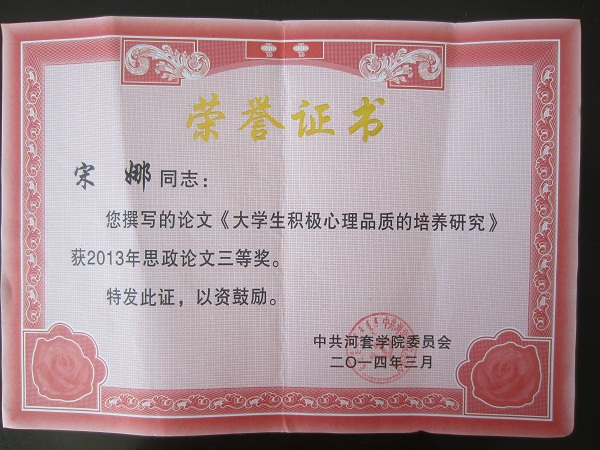 荣誉证书
宋娜同志：
您撰写的论文《大学生积极心理品质的培养研究》
获2013年思政论文三等奖。
特发此证，以资鼓励。
中共河套学院委员会
二〇一四年三月